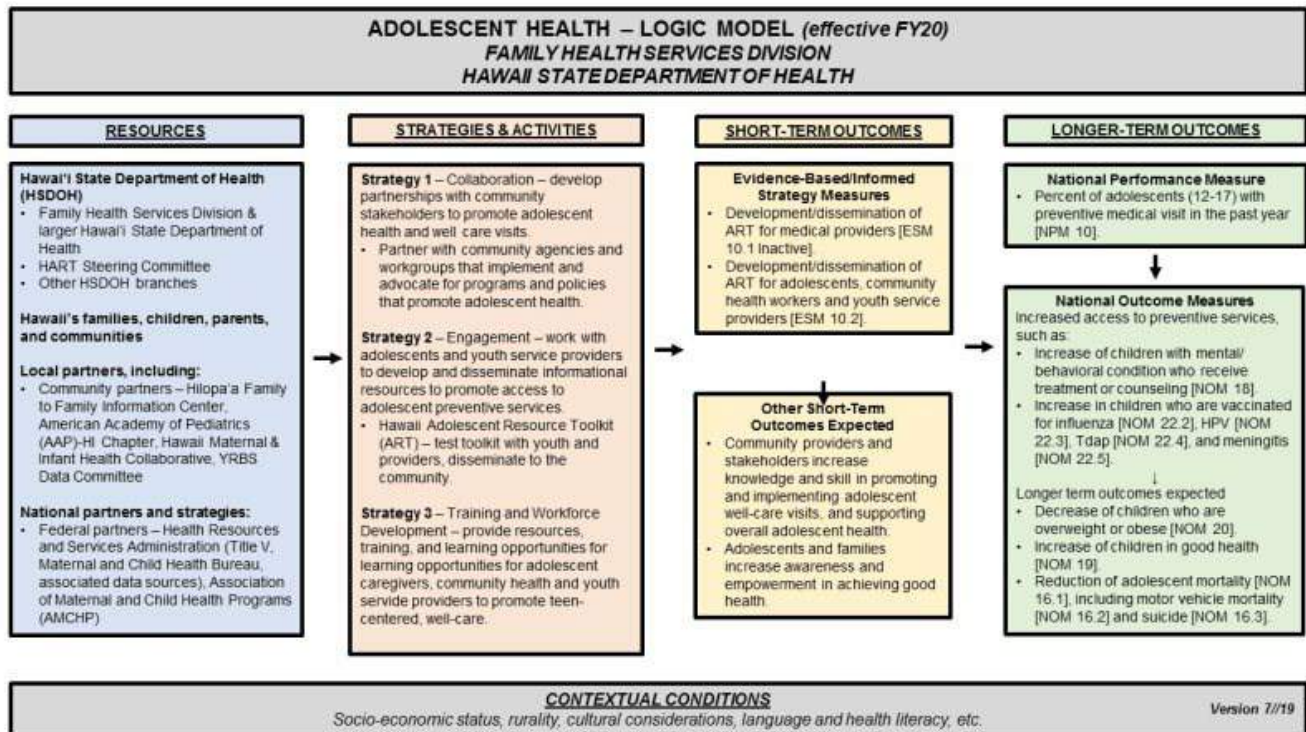 ADOLESCENT HEALTH – LOGIC MODEL (effective FY20)
FAMILY HEALTH SERVICES DIVISION
HAWAII STATE DEPARTMENT OF HEALTH
RESOURCES
Hawai'i State Department of Health
(HSDOH)
• Family Health Services Division &
larger Hawai'i State Department of
Health
• HART Steering Committee
• Other HSDOH branches
Hawaii's families, children, parents,
and communities
Local partners, including:
• Community partners – Hilopa'a Family
to Family Information Center,
American Academy of Pediatrics
(AAP)-HI Chapter, Hawaii Maternal &
Infant Health Collaborative, YRBS
Data Committee
National partners and strategies:
• Federal partners – Health Resources
and Services Administration (Title V,
Maternal and Child Health Bureau,
associated data sources), Association
of Maternal and Child Health Programs
(AMCHP)
STRATEGIES & ACTIVITIES
Strategy 1 – Collaboration – develop
partnerships with community
stakeholders to promote adolescent
health and well care visits.
• Partner with community agencies and
workgroups that implement and
advocate for programs and policies
that promote adolescent health.
Strategy 2 – Engagement – work with
adolescents and youth service providers
to develop and disseminate informational
resources to promote access to
adolescent preventive services.
• Hawaii Adolescent Resource Toolkit
(ART) – test toolkit with youth and
providers, disseminate to the
community.
Strategy 3 – Training and Workforce
Development – provide resources,
training, and learning opportunities for
learning opportunities for adolescent
caregivers, community health and youth
servide providers to promote teen-
centered, well-care.
SHORT-TERM OUTCOMES
Evidence-Based/Informed
Strategy Measures
• Development/dissemination of
ART for medical providers [ESM
10.1 Inactive].
• Development/dissemination of
ART for adolescents, community
health workers and youth service
providers [ESM 10.2].
Other Short-Term
Outcomes Expected
• Community providers and
stakeholders increase
knowledge and skill in promoting
and implementing adolescent
well-care visits, and supporting
overall adolescent health.
• Adolescents and families
increase awareness and
empowerment in achieving good
health.
LONGER-TERM OUTCOMES
National Performance Measure
• Percent of adolescents (12-17) with
preventive medical visit in the past year
[NPM 10].
National Outcome Measures
Increased access to preventive services,
such as:
• Increase of children with mental/
behavioral condition who receive
treatment or counseling [NOM 18].
• Increase in children who are vaccinated
for influenza [NOM 22.2], HPV [NOM
22.3], Tdap [NOM 22.4], and meningitis
[NOM 22.5].
↓
Longer term outcomes expected
• Decrease of children who are
overweight or obese [NOM 20].
• Increase of children in good health
[NOM 19].
• Reduction of adolescent mortality [NOM
16.1], including motor vehicle mortality
[NOM 16.2] and suicide [NOM 16.3].
CONTEXTUAL CONDITIONS
Socio-economic status, rurality, cultural considerations, language and health literacy, etc.
Version 7//19